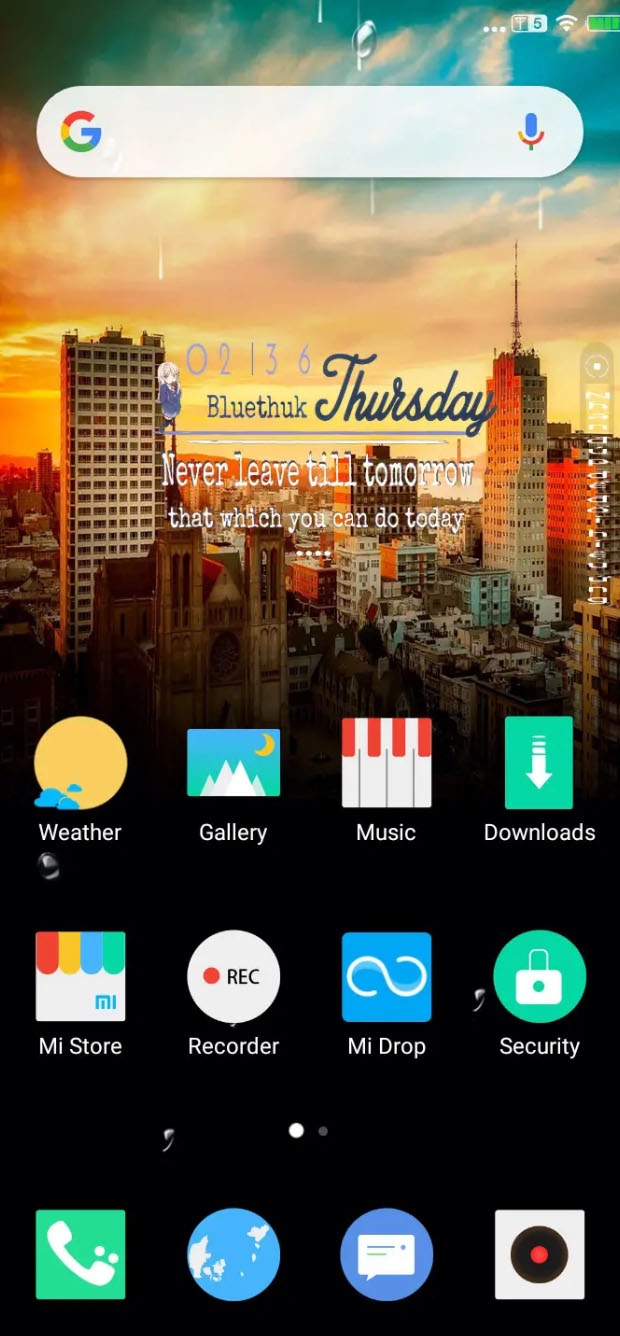 5
02 | 3 6
Bluethuk Thursday
Never leave till tomorrow
that which you can do today
Weather Gallery Music Downloads
mi
REC
Mi Store Recorder Mi Drop Security